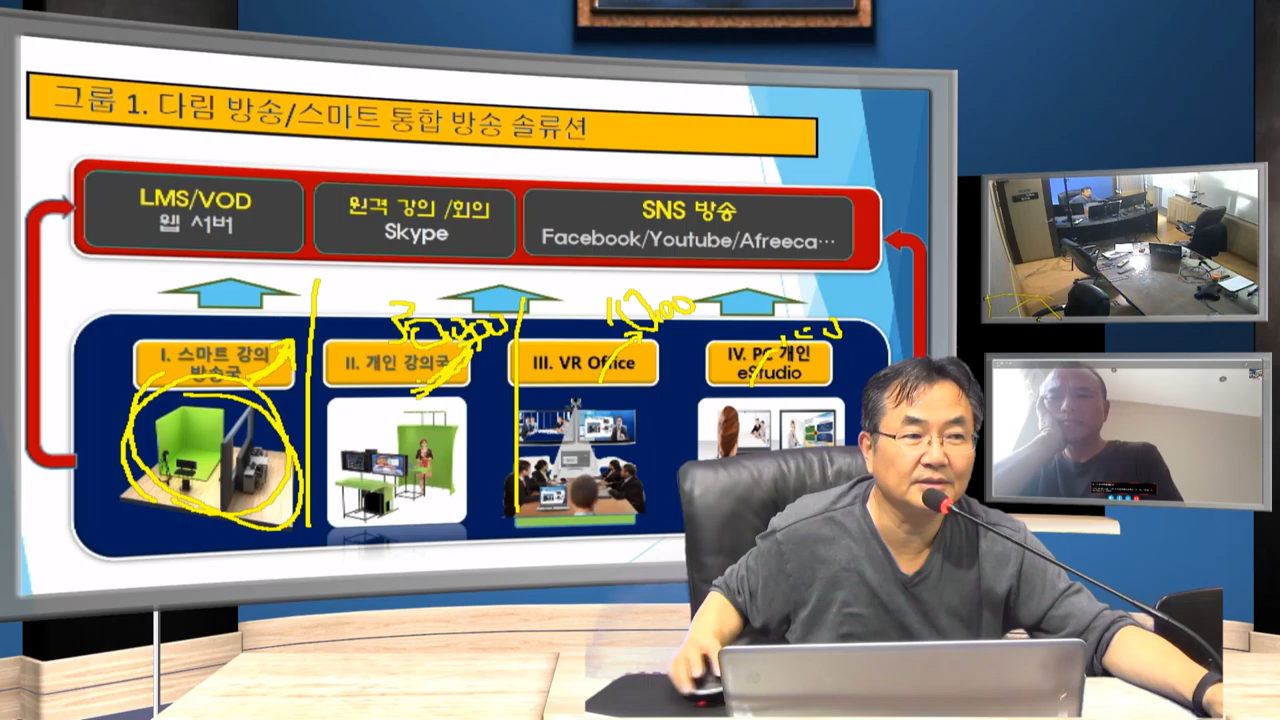 그룹 1. 다림 방송/스마트 통합 방송 솔류션
LMS/VOD
웹 서버
원격 강의 /회의
Skype
SNS 방송
Facebook/Youtube/Afreeca…
I. 스마트 강의
방송국
II. 개인 강의국
III. VR Office
IV. PC 개인
eStudio